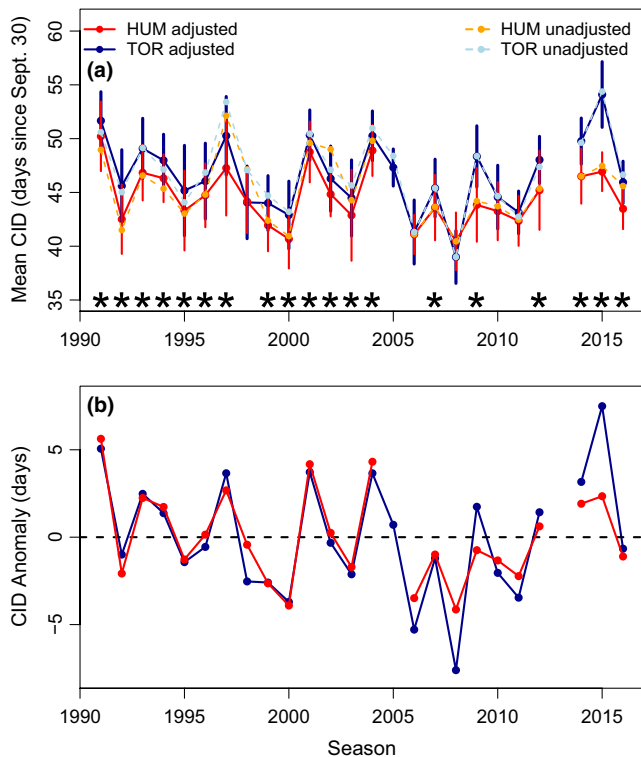 HUM adjusted
TOR adjusted
HUM unadjusted
TOR unadjusted
(a)
Mean CID (days since Sept. 30)
60
55
50
45
40
35
* * * * * * * * * * * * * * * * * * *
1990 1995 2000 2005 2010 2015
(b)
CID Anomaly (days)
5
0
−5
1990 1995 2000 2005 2010 2015
Season